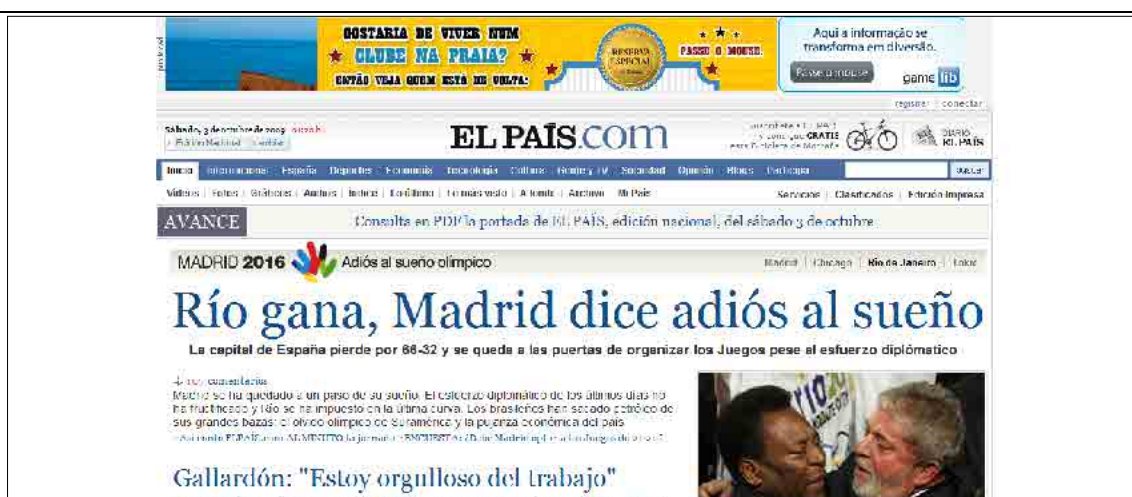 GOSTARIA DE VIVER NUM
CLUBE NA PRAIA?
ENTÃO VEJA QUEM ESTÁ DE VOLTA:
RESERVA
ESPECIAL
PASSE O MOUSE.
Aqui a informação se
transforma em diversão.
Passe o mouse
game lib
registrar | conectar
Sábado, 3 de octubre de 2009
EL PAÍS.com
GRATIS
DIARIO
EL PAÍS
Inicio Internacional España Deportes Economía Tecnología Cultura Gente y TV Sociedad Opinión Blogs Participa
buscar
Vídeos Fotos Gráficos Audios Índice Lo último Lo más visto A fondo Archivo Mi País
Servicios Clasificados Edición impresa
AVANCE
Consulta en PDF la portada de EL PAÍS, edición nacional, del sábado 3 de octubre
MADRID 2016 Adiós al sueño olímpico
Madrid | Chicago | Río de Janeiro | Tokio
Río gana, Madrid dice adiós al sueño
La capital de España pierde por 66-32 y se queda a las puertas de organizar los Juegos pese al esfuerzo diplomático
comentarios
Madrid se ha quedado a un paso de su sueño. El esfuerzo diplomático de los últimos días no
ha fructificado y Río se ha impuesto en la última curva. Los brasileños han sacado petróleo de
sus grandes bazas: el olvido olímpico de Suramérica y la pujanza económica del país
Gallardón: "Estoy orgulloso del trabajo"